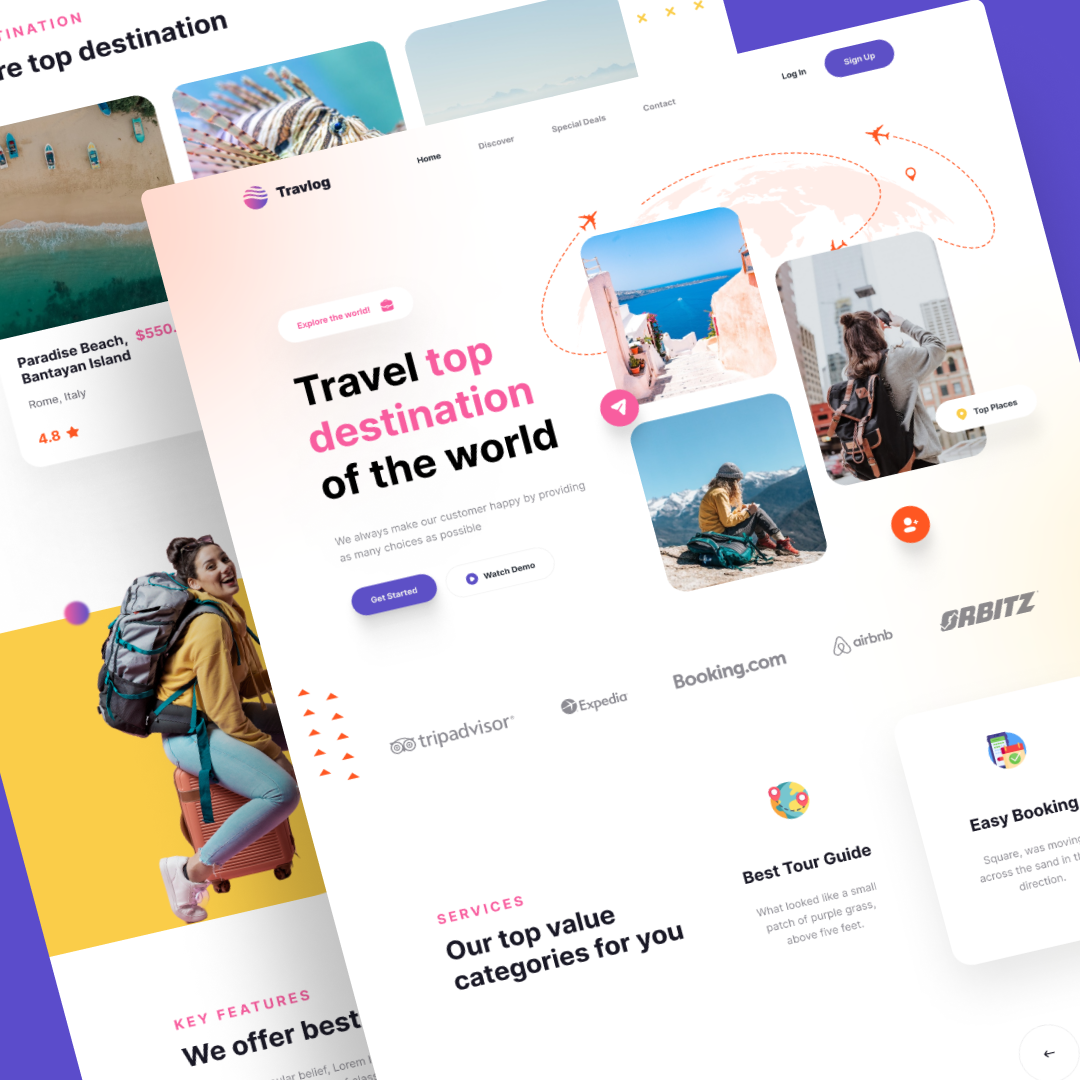 re top destination
Paradise Beach,
$550.
Bantayan Island
Rome, Italy
4.8
KEY FEATURES
We offer best
belief, Lorem
Travlog
Home
Discover
Special Deals
Contact
Log In
Sign Up
Explore the world!
Travel top
destination
of the world
We always make our customer happy by providing
as many choices as possible
Get Started
Watch Demo
Top Places
tripadvisor
Expedia
Booking.com
airbnb
ORBITZ
SERVICES
Our top value
categories for you
Best Tour Guide
What looked like a small
patch of purple grass,
above five feet.
Easy Booking
Square, was moving
across the sand in
direction.